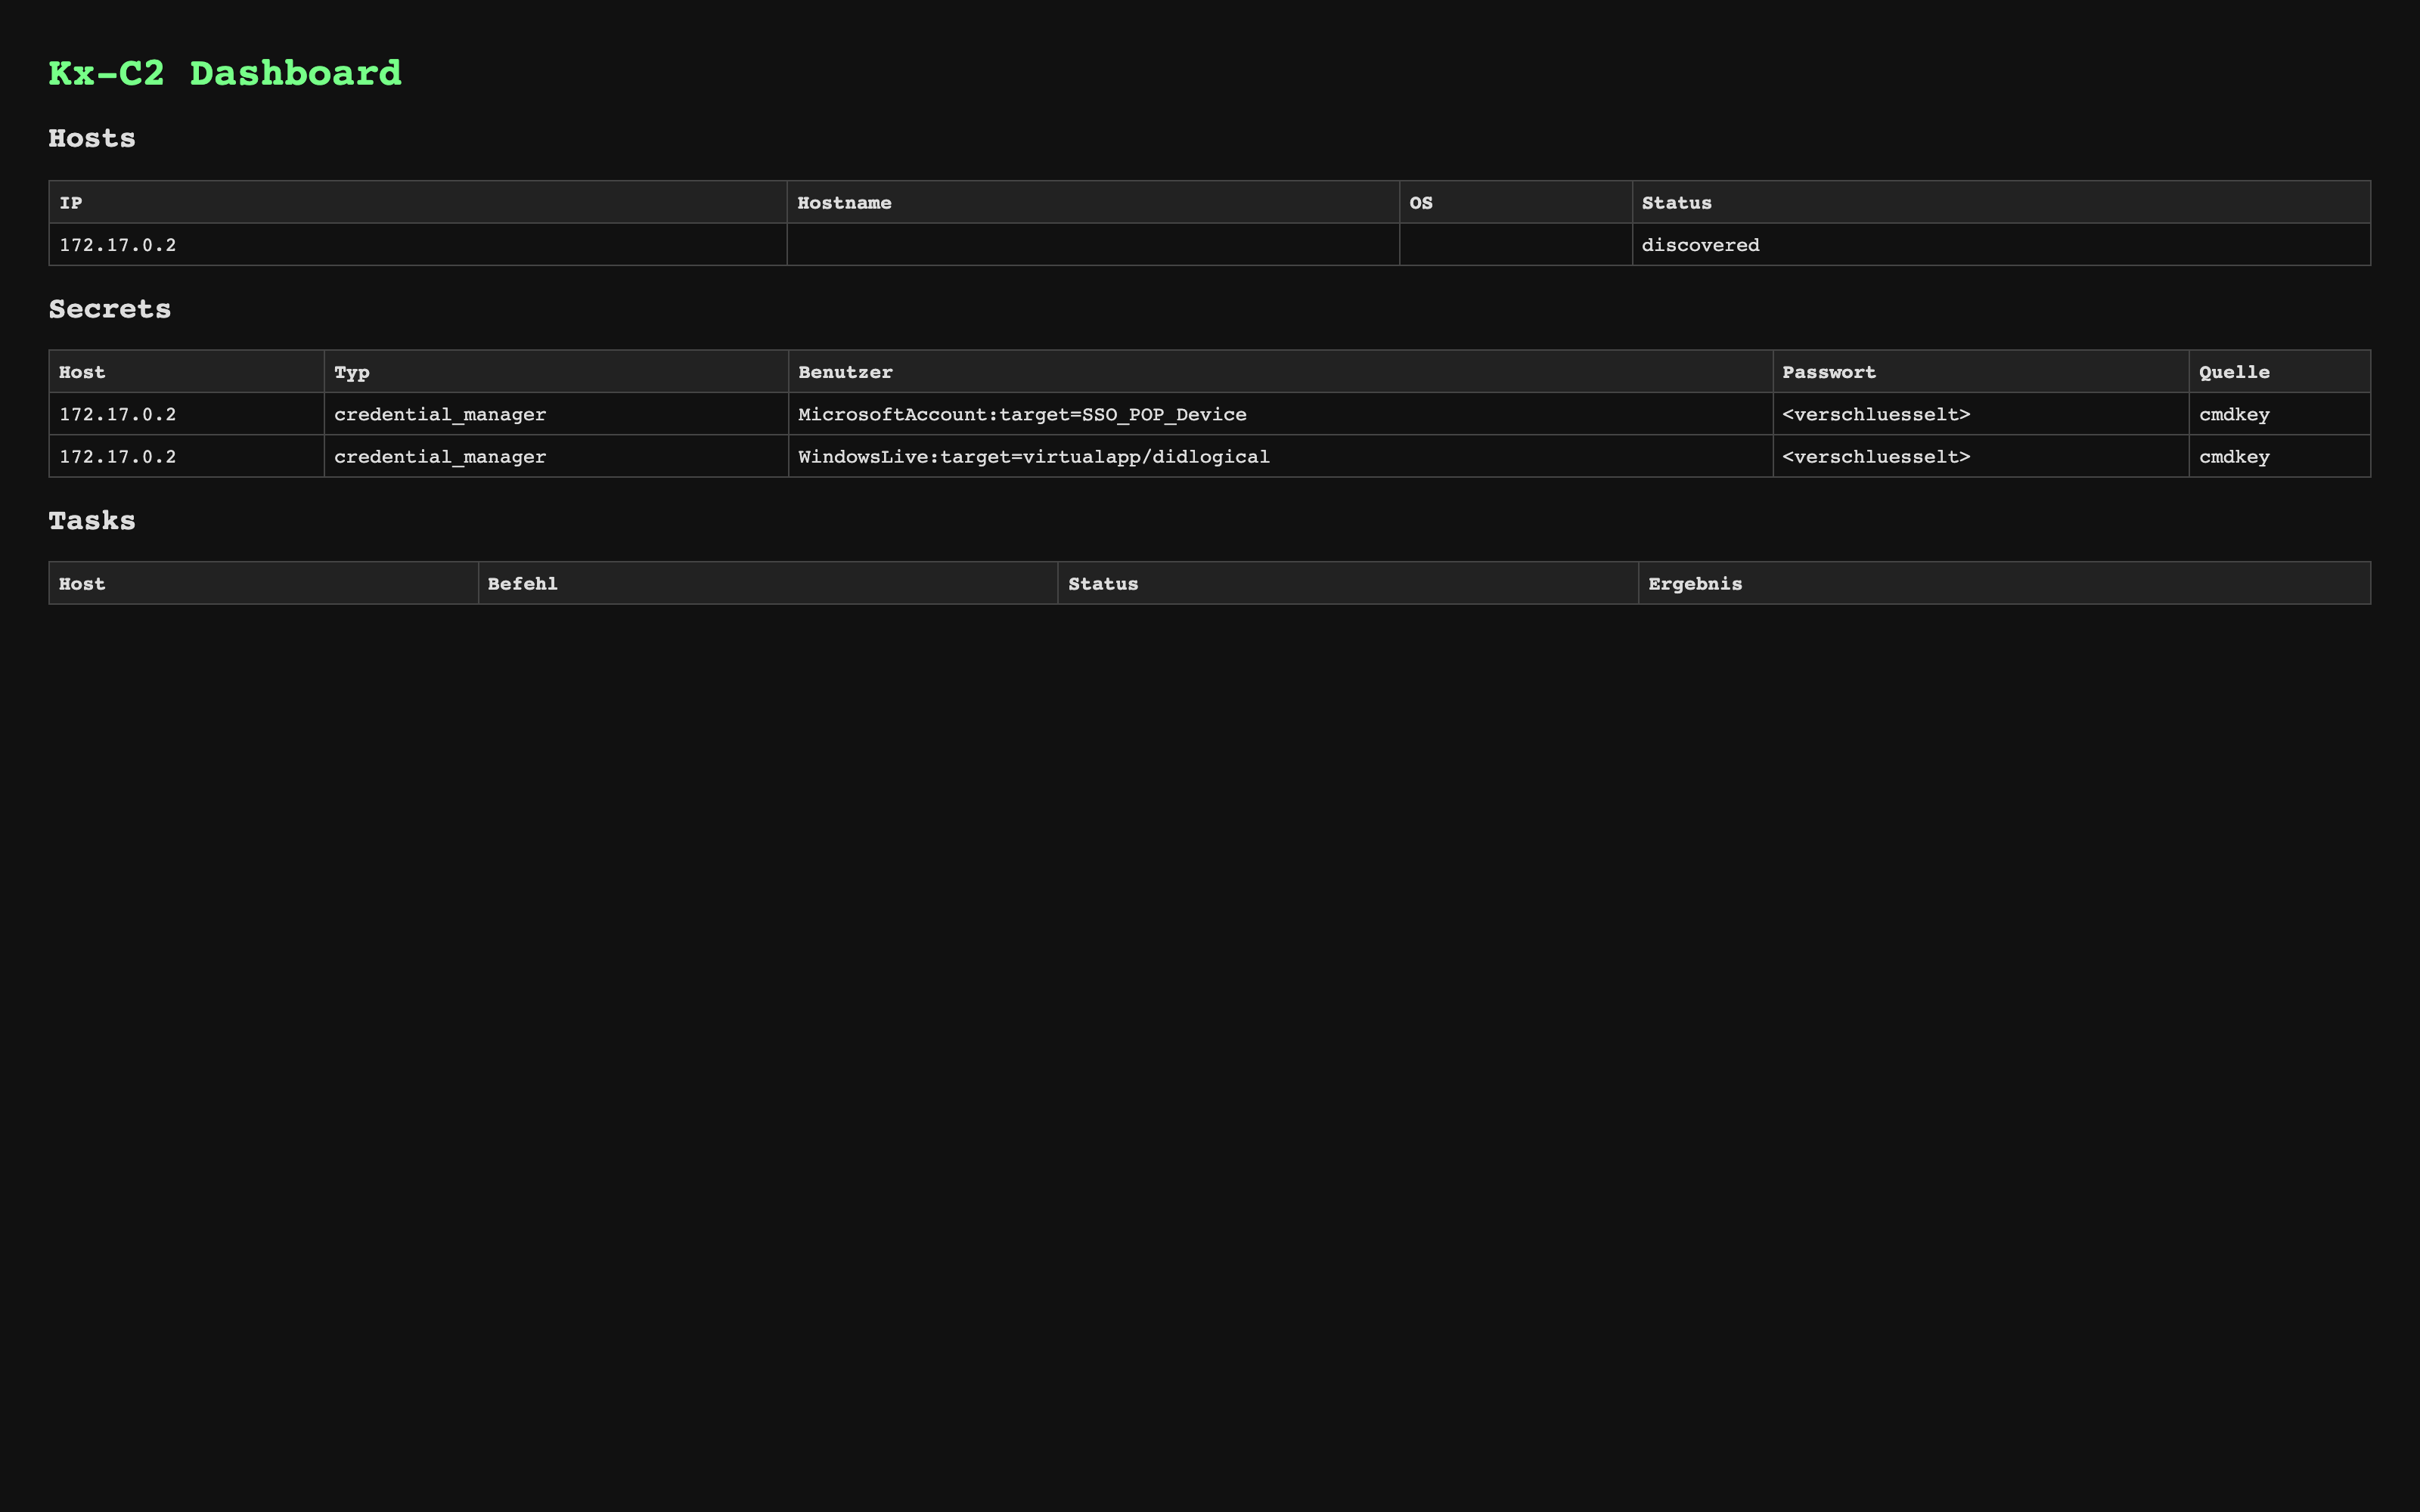 Kx-C2 Dashboard
Hosts
IP Hostname OS Status
172.17.0.2 discovered
Secrets
Host Typ Benutzer Passwort Quelle
172.17.0.2 credential_manager MicrosoftAccount:target=SSO_POP_Device <verschluesselt> cmdkey
172.17.0.2 credential_manager WindowsLive:target=virtualapp/didlogical <verschluesselt> cmdkey
Tasks
Host Befehl Status Ergebnis